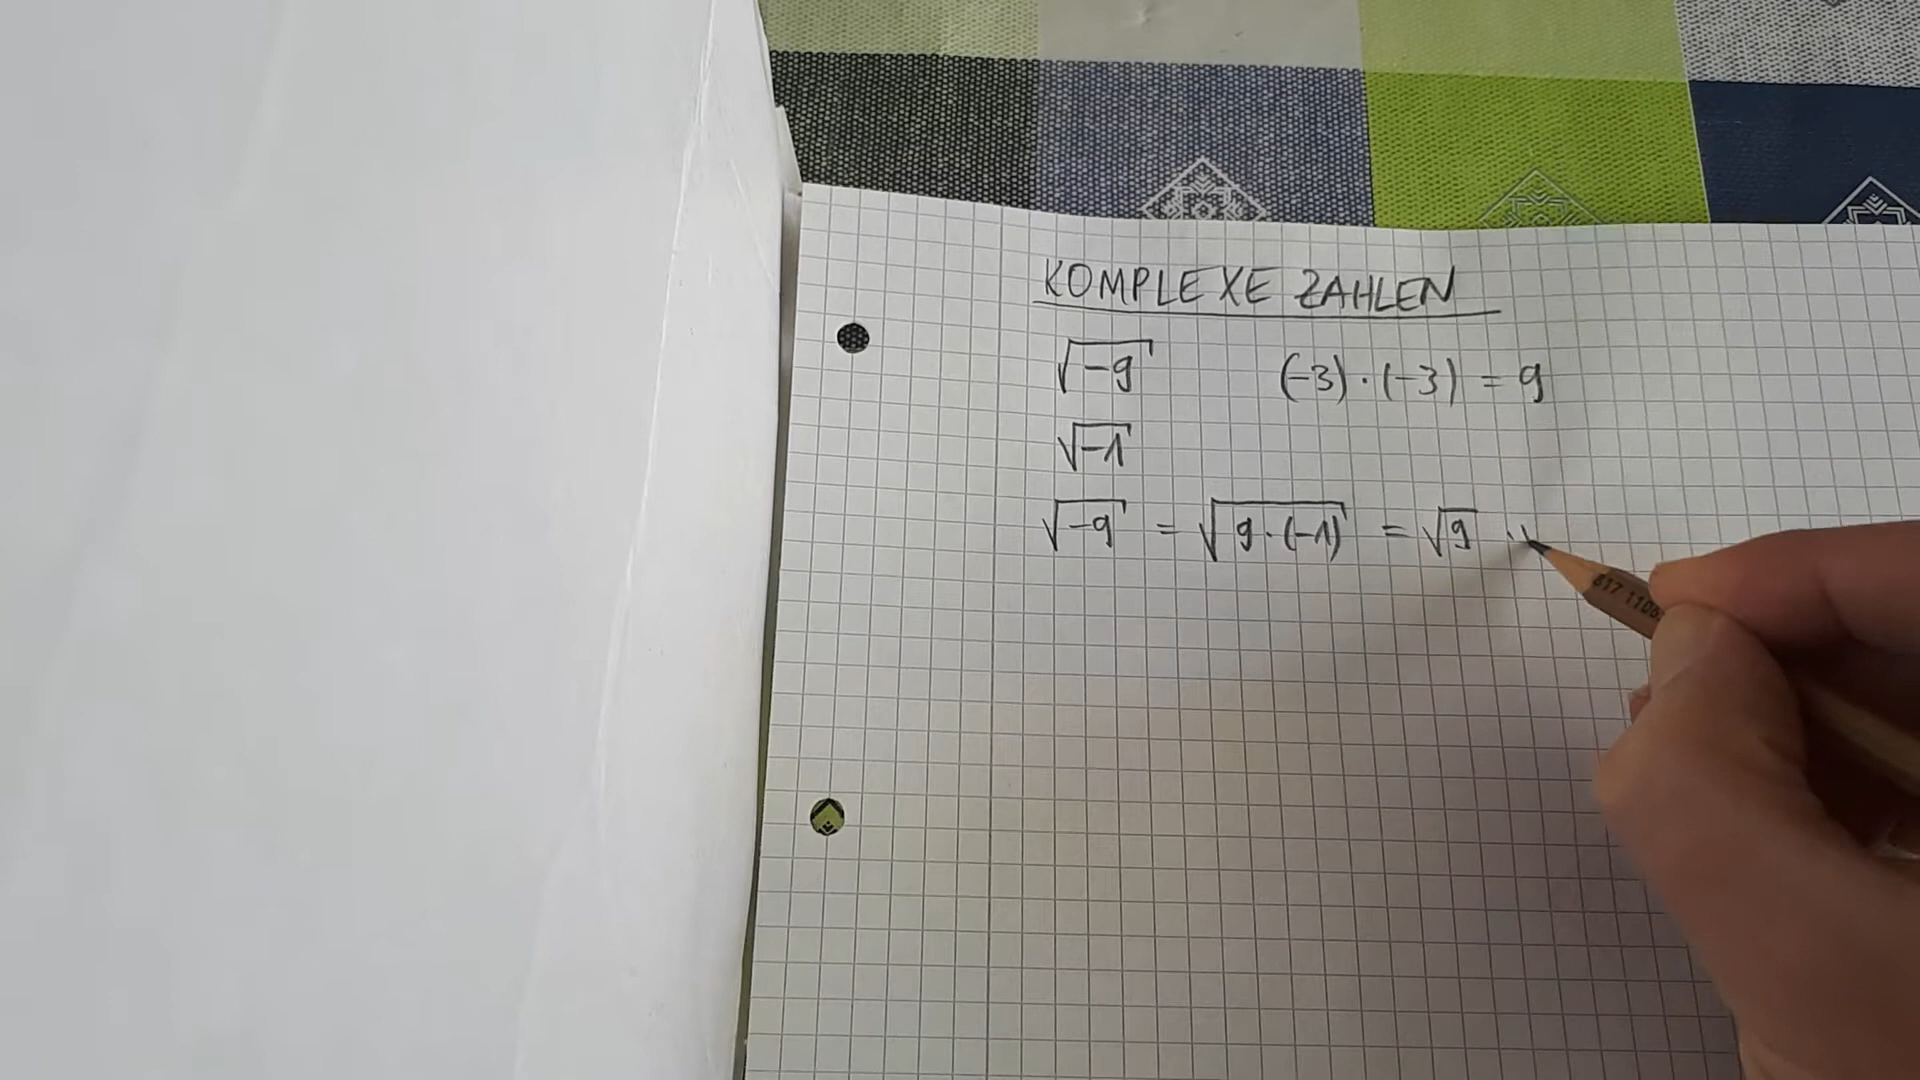 KOMPLEXE ZAHLEN
√-9 (-3)·(-3) = 9
√-1
√-9 = √9·(-1) = √9 ·